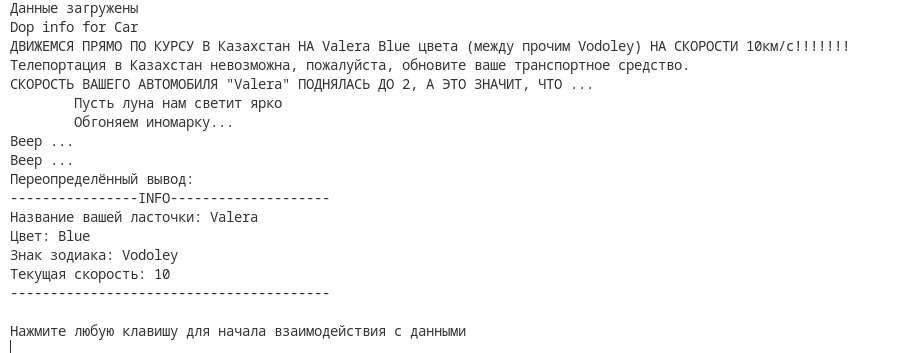 Данные загружены
Dop info for Car
ДВИЖЕМСЯ ПРЯМО ПО КУРСУ В Казахстан НА Valera Blue цвета (между прочим Vodoley) НА СКОРОСТИ 10км/с!!!!!!!
Телепортация в Казахстан невозможна, пожалуйста, обновите ваше транспортное средство.
СКОРОСТЬ ВАШЕГО АВТОМОБИЛЯ "Valera" ПОДНЯЛАСЬ ДО 2, А ЭТО ЗНАЧИТ, ЧТО ...
        Пусть луна нам светит ярко
        Обгоняем иномарку...
Beep ...
Beep ...
Переопределённый вывод:
----------------INFO--------------------
Название вашей ласточки: Valera
Цвет: Blue
Знак зодиака: Vodoley
Текущая скорость: 10
----------------------------------------

Нажмите любую клавишу для начала взаимодействия с данными